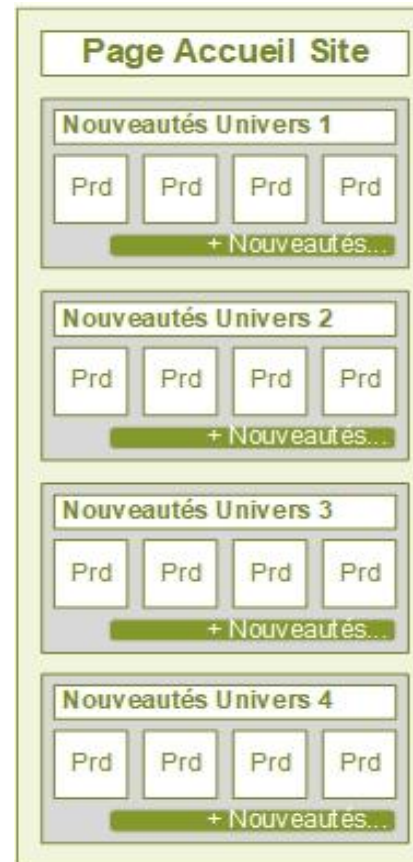 Page Accueil Site
Nouveautés Univers 1
Prd Prd Prd Prd
+ Nouveautés...
Nouveautés Univers 2
Prd Prd Prd Prd
+ Nouveautés...
Nouveautés Univers 3
Prd Prd Prd Prd
+ Nouveautés...
Nouveautés Univers 4
Prd Prd Prd Prd
+ Nouveautés...